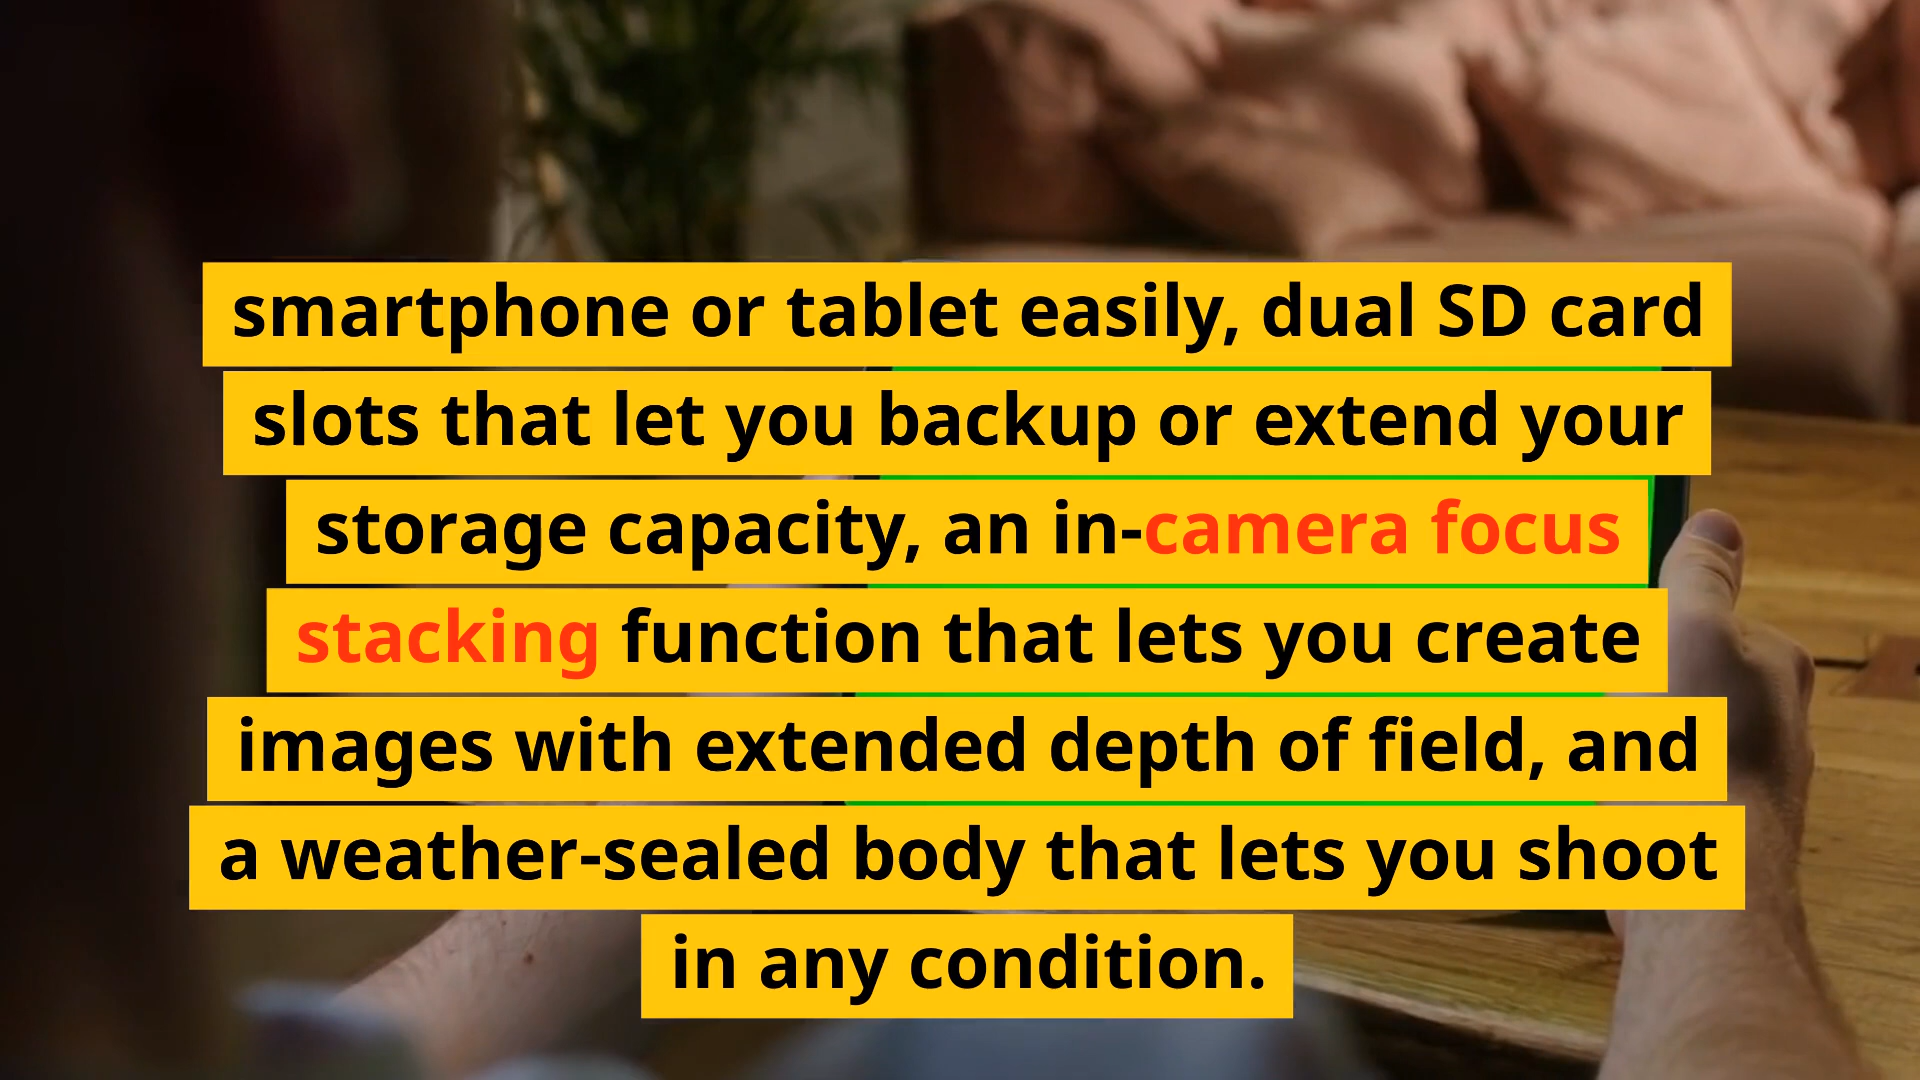 smartphone or tablet easily, dual SD card
slots that let you backup or extend your
storage capacity, an in-camera focus
stacking function that lets you create
images with extended depth of field, and
a weather-sealed body that lets you shoot
in any condition.